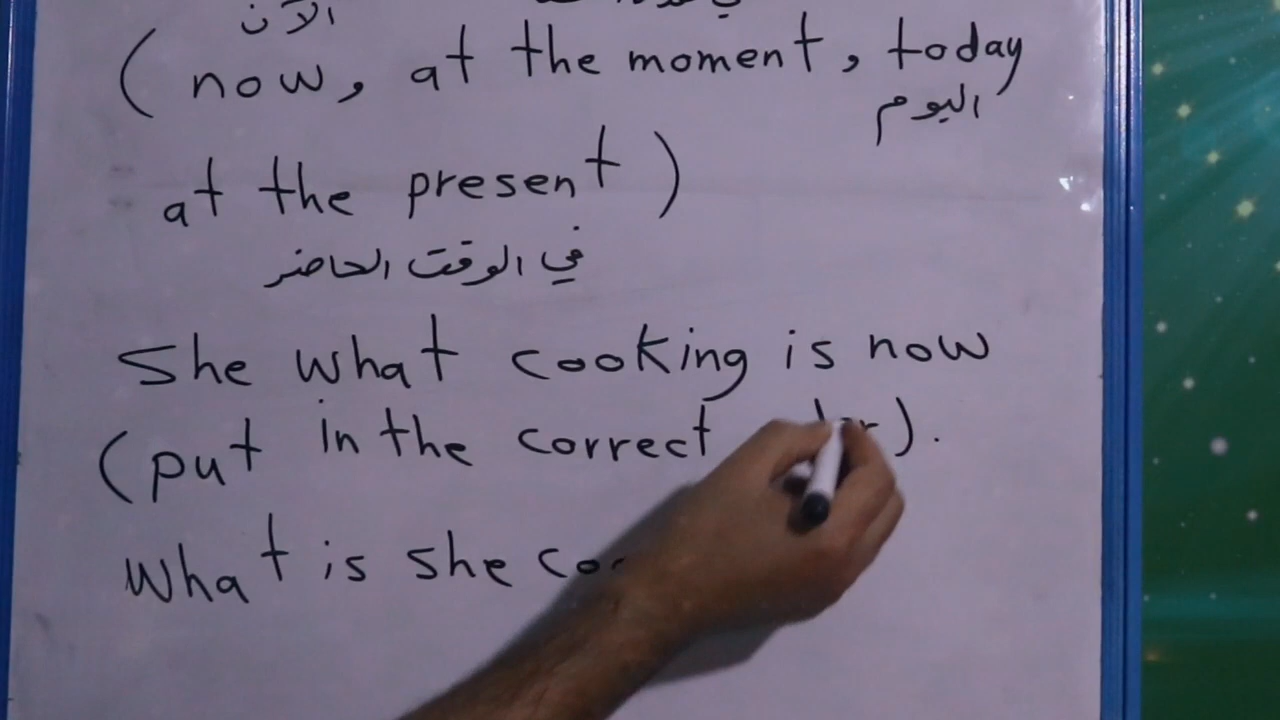 الآن
(now, at the moment, today
اليوم
at the present)
في الوقت الحاضر
She what cooking is now
(put in the correct
What is she